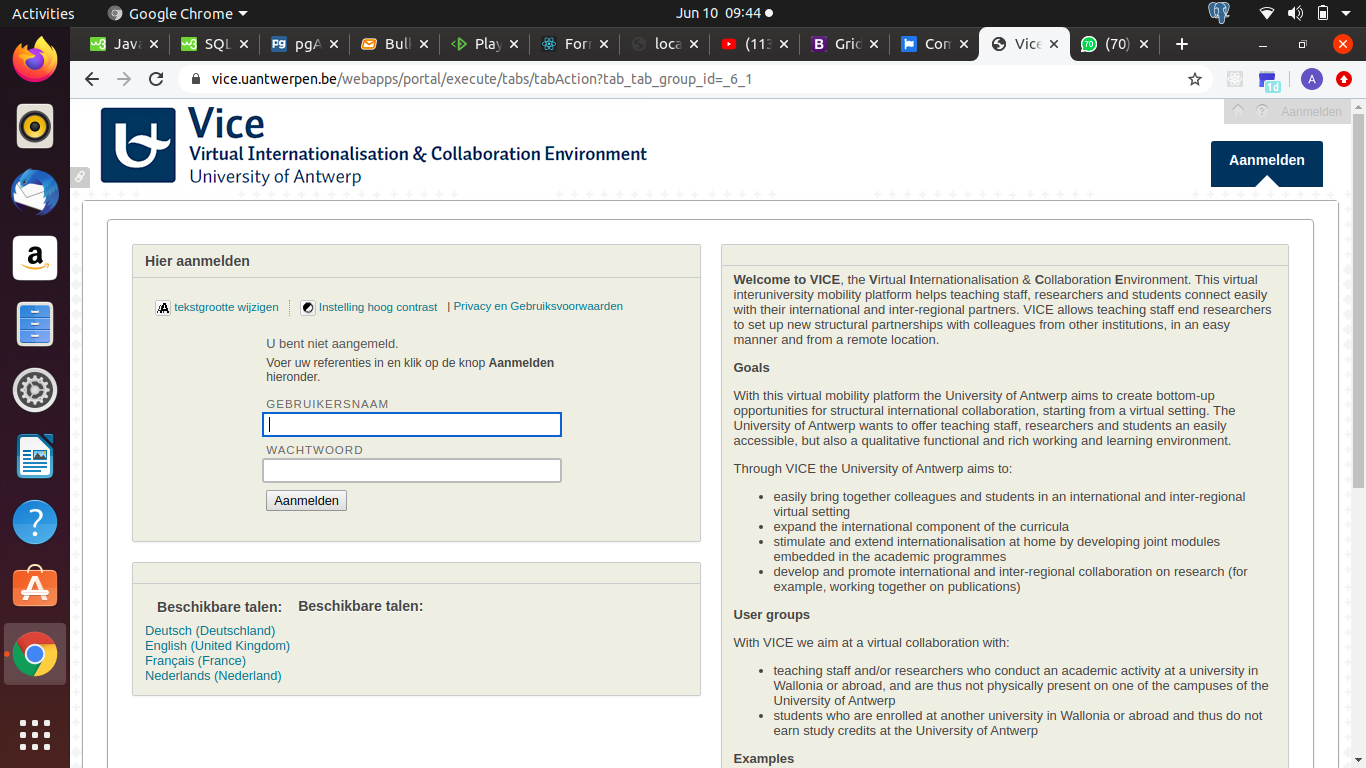 Activities
Google Chrome
Jun 10 09:44
Java
SQL
pgA
Bull
Play
Forr
loca
(113
Grid
Con
Vice
(70)
vice.uantwerpen.be/webapps/portal/execute/tabs/tabAction?tab_tab_group_id=_6_1
A
1d
Aanmelden
Vice
Virtual Internationalisation & Collaboration Environment
University of Antwerp
Aanmelden
Hier aanmelden
tekstgrootte wijzigen
Instelling hoog contrast
| Privacy en Gebruiksvoorwaarden
U bent niet aangemeld.
Voer uw referenties in en klik op de knop Aanmelden
hieronder.
GEBRUIKERSNAAM
WACHTWOORD
Aanmelden
Beschikbare talen:
Beschikbare talen:
Deutsch (Deutschland)
English (United Kingdom)
Français (France)
Nederlands (Nederland)
Welcome to VICE, the Virtual Internationalisation & Collaboration Environment. This virtual
interuniversity mobility platform helps teaching staff, researchers and students connect easily
with their international and inter-regional partners. VICE allows teaching staff end researchers
to set up new structural partnerships with colleagues from other institutions, in an easy
manner and from a remote location.
Goals
With this virtual mobility platform the University of Antwerp aims to create bottom-up
opportunities for structural international collaboration, starting from a virtual setting. The
University of Antwerp wants to offer teaching staff, researchers and students an easily
accessible, but also a qualitative functional and rich working and learning environment.
Through VICE the University of Antwerp aims to:
• easily bring together colleagues and students in an international and inter-regional
virtual setting
• expand the international component of the curricula
• stimulate and extend internationalisation at home by developing joint modules
embedded in the academic programmes
• develop and promote international and inter-regional collaboration on research (for
example, working together on publications)
User groups
With VICE we aim at a virtual collaboration with:
• teaching staff and/or researchers who conduct an academic activity at a university in
Wallonia or abroad, and are thus not physically present on one of the campuses of the
University of Antwerp
• students who are enrolled at another university in Wallonia or abroad and thus do not
earn study credits at the University of Antwerp
Examples